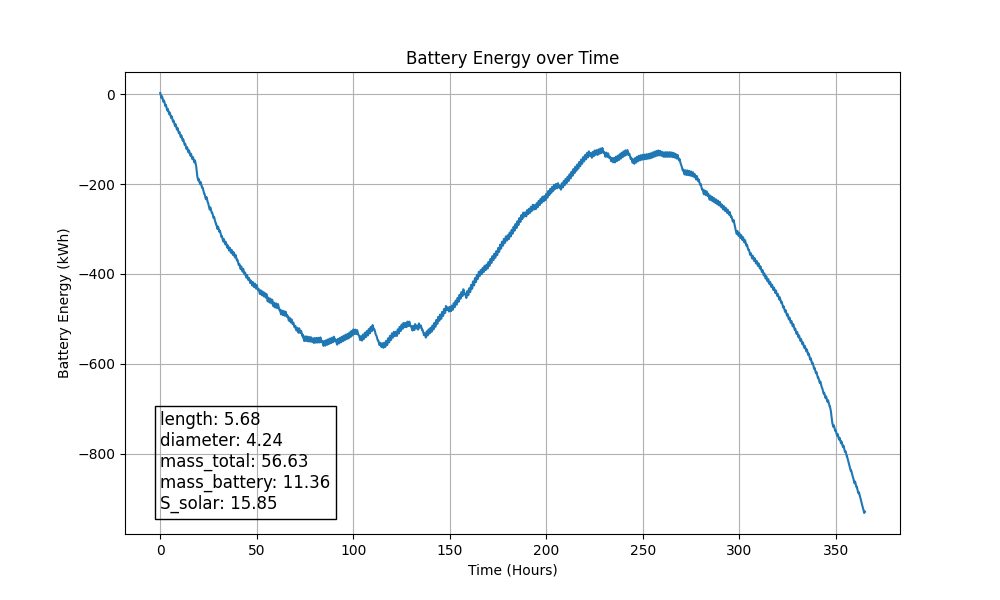 Battery Energy over Time
Battery Energy (kWh)
0
−200
−400
−600
−800
length: 5.68
diameter: 4.24
mass_total: 56.63
mass_battery: 11.36
S_solar: 15.85
0 50 100 150 200 250 300 350
Time (Hours)